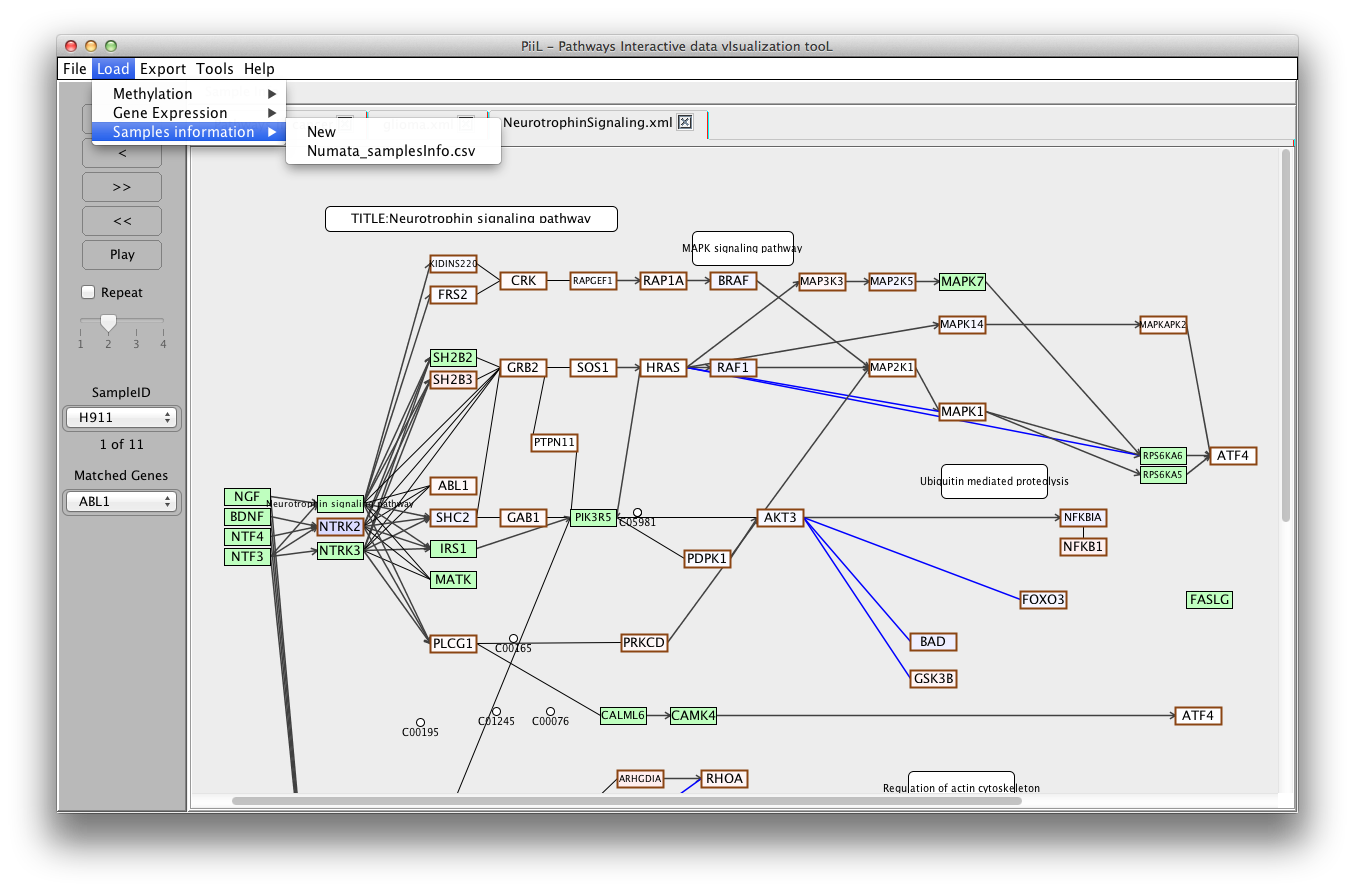 PiiL - Pathways Interactive data vIsualization tooL
File Load Export Tools Help
Methylation
Gene Expression
Samples information
New
Numata_samplesInfo.csv
NeurotrophinSignaling.xml
<
>>
<<
Play
Repeat
1 2 3 4
SampleID
H911
1 of 11
Matched Genes
ABL1
TITLE:Neurotrophin signaling pathway
MAPK signaling pathway
KIDINS220
CRK
RAPGEF1
RAP1A
BRAF
MAP3K3
MAP2K5
MAPK7
FRS2
MAPK14
MAPKAPK2
SH2B2
SH2B3
GRB2
SOS1
HRAS
RAF1
MAP2K1
MAPK1
PTPN11
RPS6KA6
RPS6KA5
ATF4
Ubiquitin mediated proteolysis
ABL1
NGF
BDNF
NTF4
NTF3
Neurotrophin signaling pathway
NTRK2
NTRK3
SHC2
GAB1
PIK3R5
C05981
AKT3
NFKBIA
NFKB1
IRS1
PDPK1
MATK
FOXO3
FASLG
PLCG1
C00165
PRKCD
BAD
GSK3B
C00195
C01245
C00076
CALML6
CAMK4
ATF4
ARHGDIA
RHOA
Regulation of actin cytoskeleton